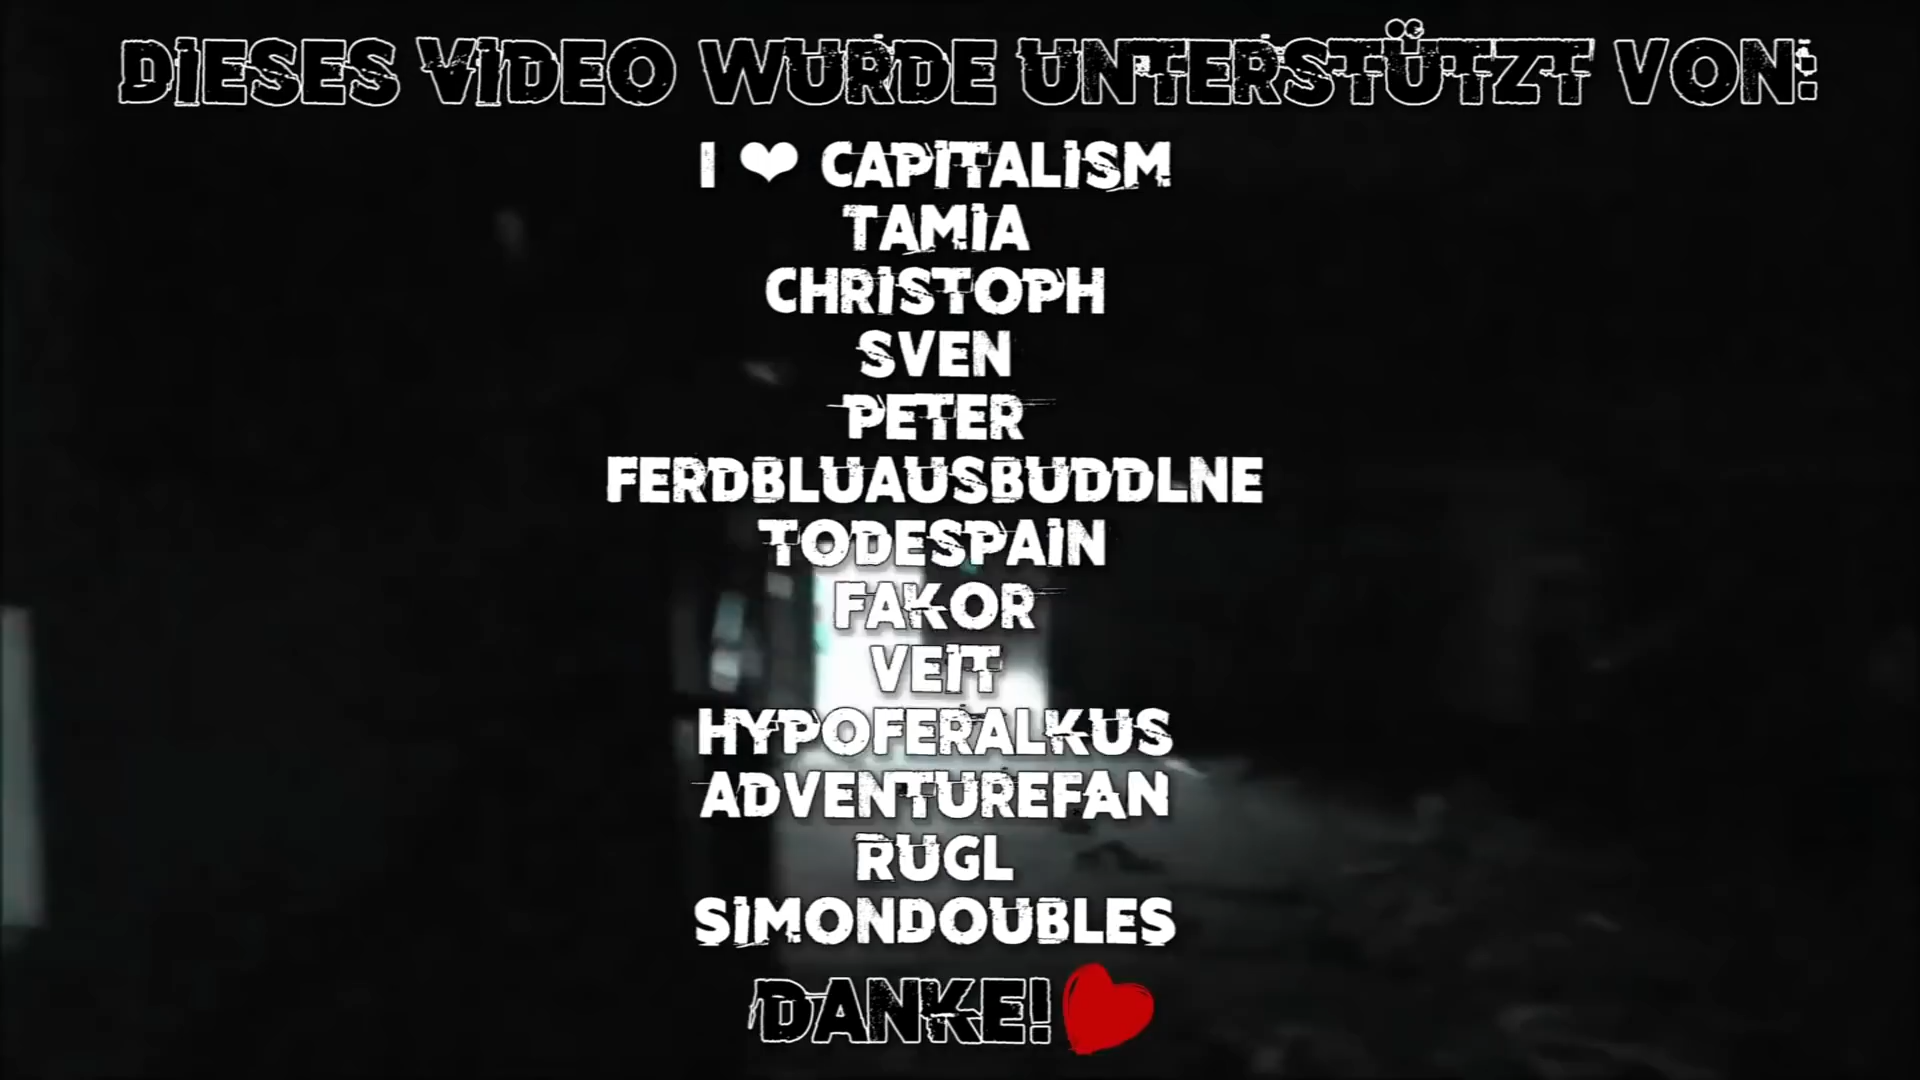 DIESES VIDEO WURDE UNTERSTÜTZT VON:
I ❤ CAPITALISM
TAMIA
CHRISTOPH
SVEN
PETER
FERDBLUAUSBUDDLNE
TODESPAIN
FAKOR
VEIT
HYPOFERALKUS
ADVENTUREFAN
RUGL
SIMONDOUBLES
DANKE!